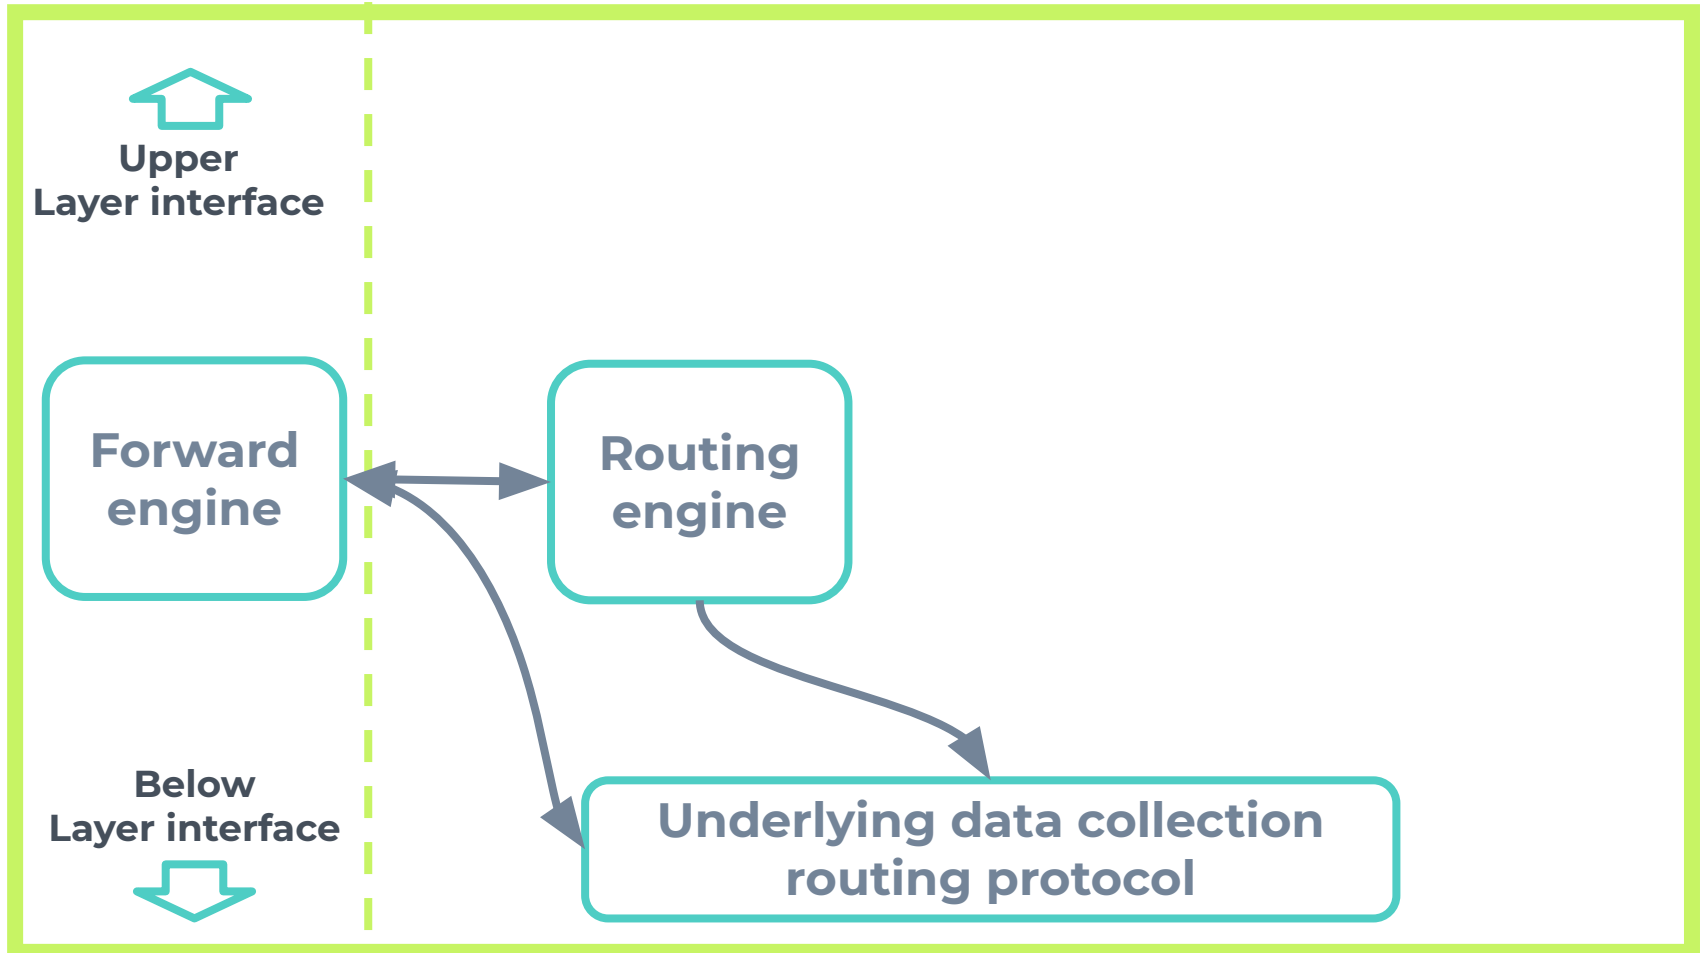 Upper
Layer interface
Forward
engine
Routing
engine
Below
Layer interface
Underlying data collection
routing protocol